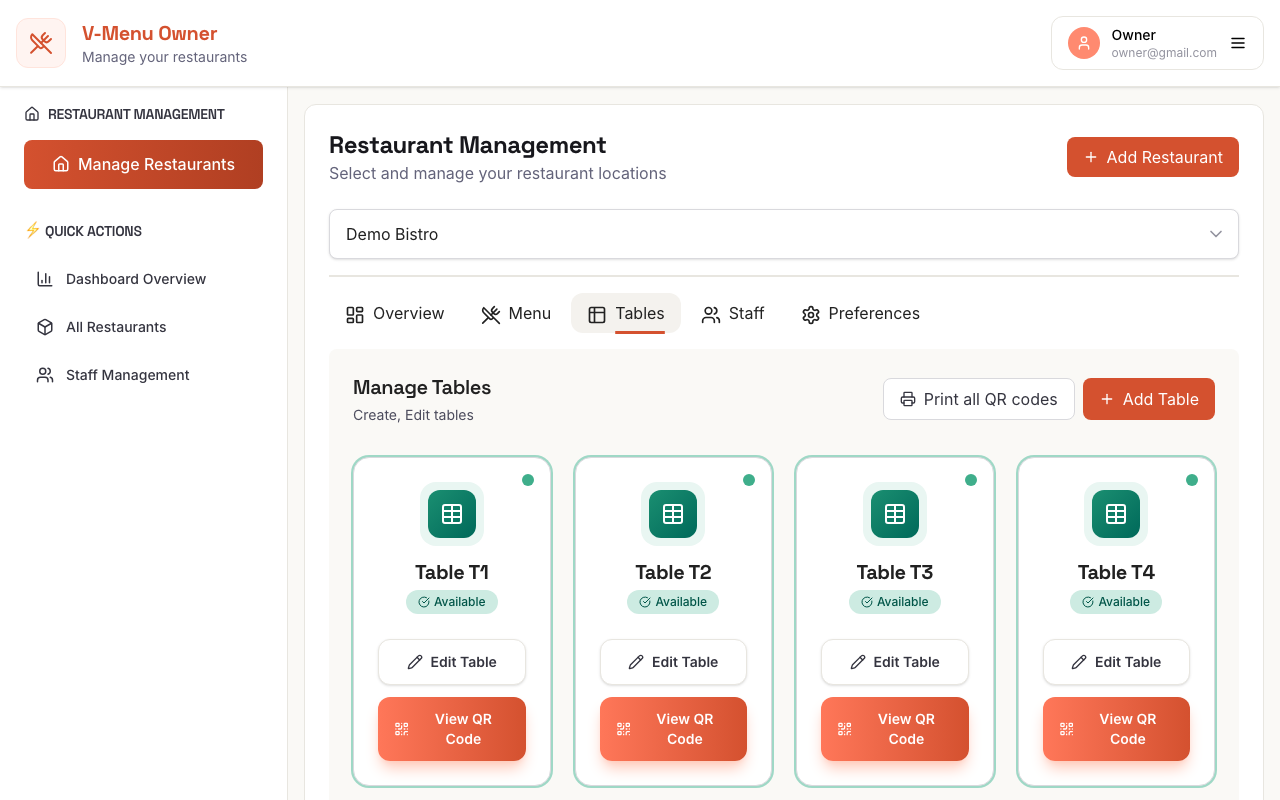 V-Menu Owner
Manage your restaurants
Owner
owner@gmail.com
RESTAURANT MANAGEMENT
Manage Restaurants
⚡ QUICK ACTIONS
Dashboard Overview
All Restaurants
Staff Management
Restaurant Management
Select and manage your restaurant locations
+ Add Restaurant
Demo Bistro
Overview
Menu
Tables
Staff
Preferences
Manage Tables
Create, Edit tables
Print all QR codes
+ Add Table
Table T1
Available
Edit Table
View QR
Code
Table T2
Available
Edit Table
View QR
Code
Table T3
Available
Edit Table
View QR
Code
Table T4
Available
Edit Table
View QR
Code